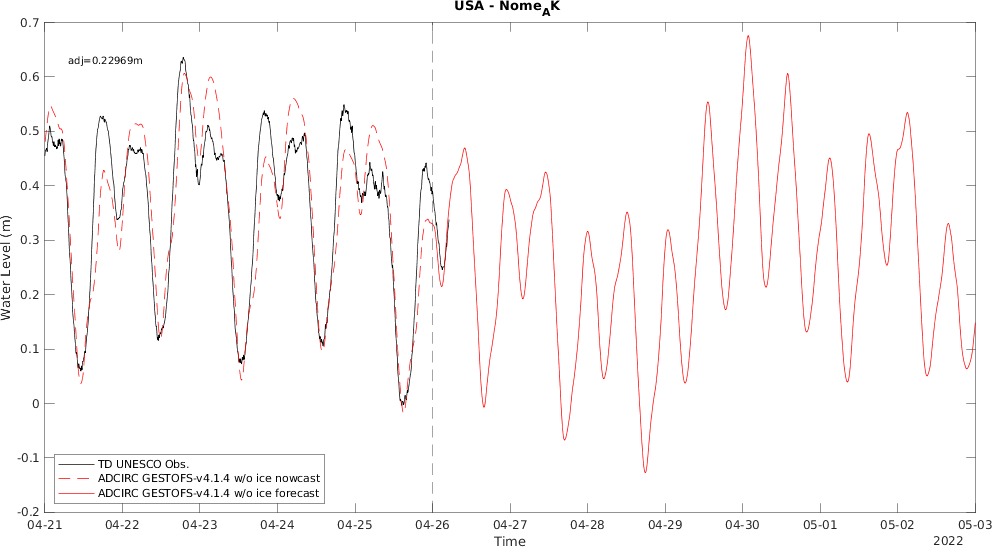 USA - Nome_AK
adj=0.22969m
0.7
0.6
0.5
0.4
0.3
0.2
0.1
0
-0.1
-0.2
Water Level (m)
TD UNESCO Obs.
ADCIRC GESTOFS-v4.1.4 w/o ice nowcast
ADCIRC GESTOFS-v4.1.4 w/o ice forecast
04-21 04-22 04-23 04-24 04-25 04-26 04-27 04-28 04-29 04-30 05-01 05-02 05-03
Time
2022